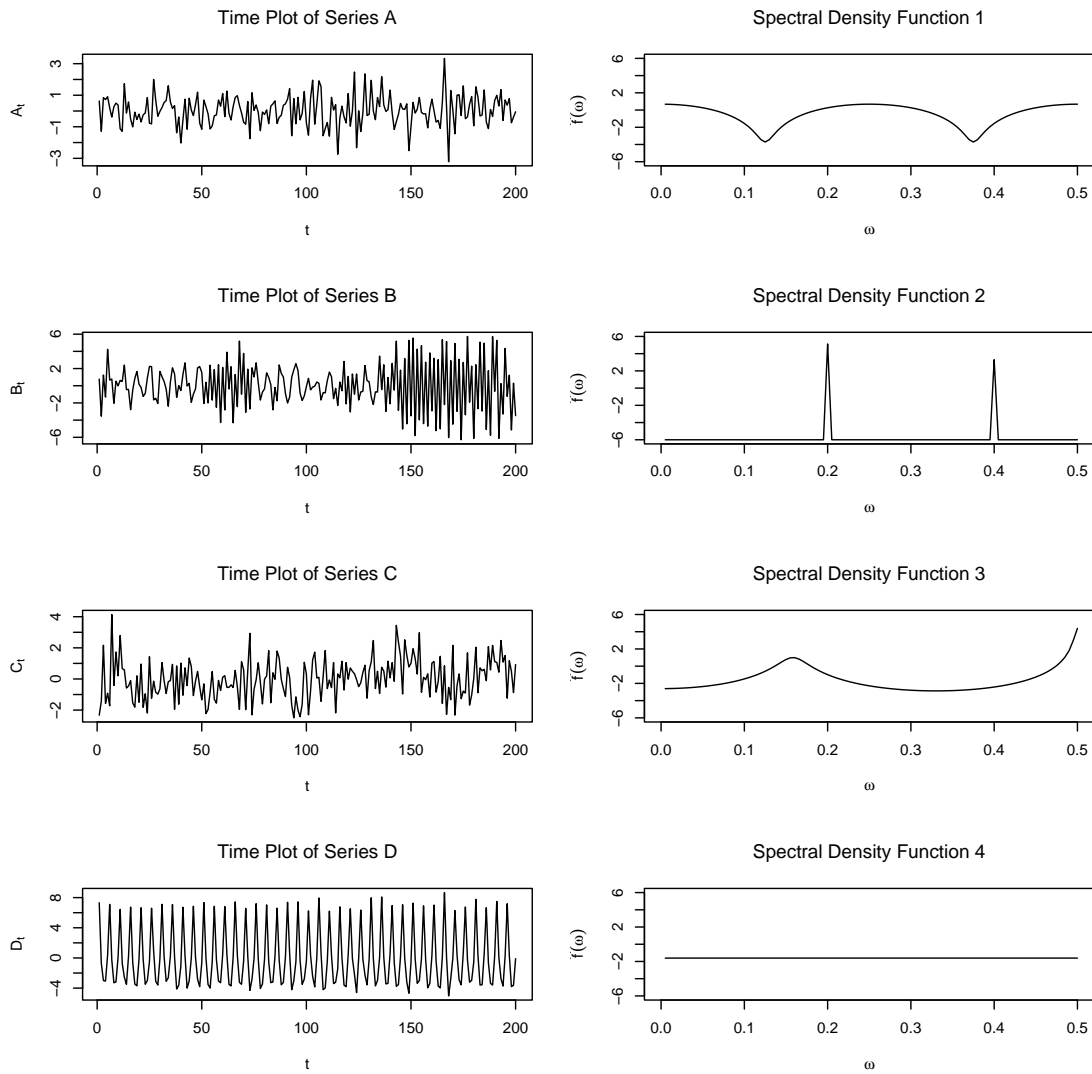 Time Plot of Series A
A_t
3
1
−1
−3
0 50 100 150 200
t
Spectral Density Function 1
f(ω)
6
2
−2
−6
0.0 0.1 0.2 0.3 0.4 0.5
ω
Time Plot of Series B
B_t
6
2
−2
−6
0 50 100 150 200
t
Spectral Density Function 2
f(ω)
6
2
−2
−6
0.0 0.1 0.2 0.3 0.4 0.5
ω
Time Plot of Series C
C_t
4
2
0
−2
0 50 100 150 200
t
Spectral Density Function 3
f(ω)
6
2
−2
−6
0.0 0.1 0.2 0.3 0.4 0.5
ω
Time Plot of Series D
D_t
8
4
0
−4
0 50 100 150 200
t
Spectral Density Function 4
f(ω)
6
2
−2
−6
0.0 0.1 0.2 0.3 0.4 0.5
ω